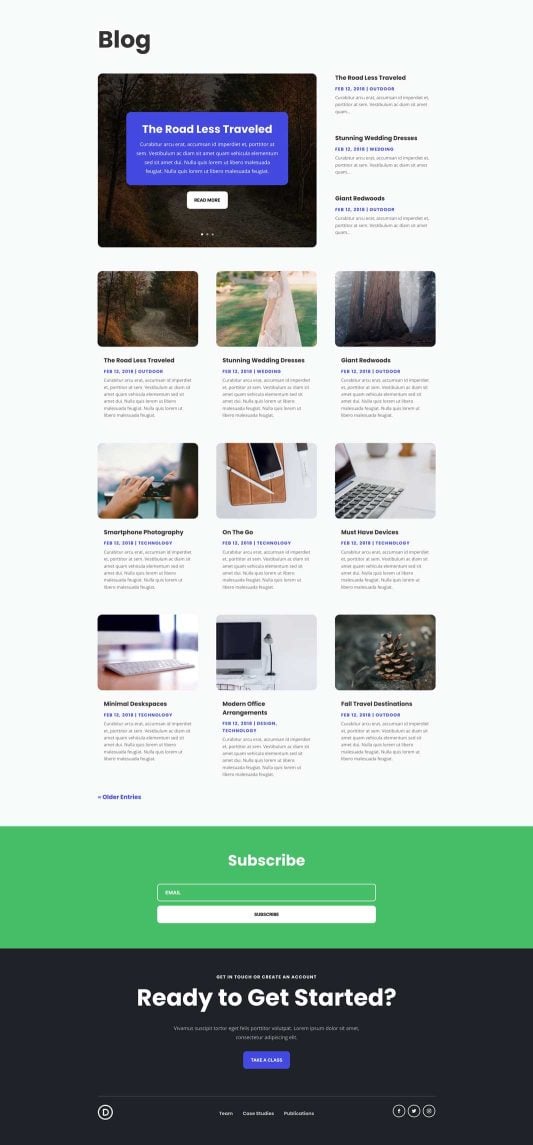 Blog
The Road Less Traveled
Curabitur arcu erat, accumsan id imperdiet et, porttitor at
sem. Vestibulum ac diam sit amet quam vehicula elementum
sed sit amet dui. Nulla quis lorem ut libero malesuada
feugiat. Nulla quis lorem ut libero malesuada feugiat.
READ MORE
The Road Less Traveled
FEB 12, 2018 | OUTDOOR
Curabitur arcu erat, accumsan id imperdiet et,
porttitor at sem. Vestibulum ac diam sit amet
quam...
Stunning Wedding Dresses
FEB 12, 2018 | WEDDING
Curabitur arcu erat, accumsan id imperdiet et,
porttitor at sem. Vestibulum ac diam sit amet
quam...
Giant Redwoods
FEB 12, 2018 | OUTDOOR
Curabitur arcu erat, accumsan id imperdiet et,
porttitor at sem. Vestibulum ac diam sit amet
quam...
The Road Less Traveled
FEB 12, 2018 | OUTDOOR
Curabitur arcu erat, accumsan id imperdiet
et, porttitor at sem. Vestibulum ac diam sit
amet quam vehicula elementum sed sit
amet dui. Nulla quis lorem ut libero
malesuada feugiat. Nulla quis lorem ut
libero malesuada feugiat.
Stunning Wedding Dresses
FEB 12, 2018 | WEDDING
Curabitur arcu erat, accumsan id imperdiet
et, porttitor at sem. Vestibulum ac diam sit
amet quam vehicula elementum sed sit
amet dui. Nulla quis lorem ut libero
malesuada feugiat. Nulla quis lorem ut
libero malesuada feugiat.
Giant Redwoods
FEB 12, 2018 | OUTDOOR
Curabitur arcu erat, accumsan id imperdiet
et, porttitor at sem. Vestibulum ac diam sit
amet quam vehicula elementum sed sit
amet dui. Nulla quis lorem ut libero
malesuada feugiat. Nulla quis lorem ut
libero malesuada feugiat.
Smartphone Photography
FEB 12, 2018 | TECHNOLOGY
Curabitur arcu erat, accumsan id imperdiet
et, porttitor at sem. Vestibulum ac diam sit
amet quam vehicula elementum sed sit
amet dui. Nulla quis lorem ut libero
malesuada feugiat. Nulla quis lorem ut
libero malesuada feugiat.
On The Go
FEB 12, 2018 | TECHNOLOGY
Curabitur arcu erat, accumsan id imperdiet
et, porttitor at sem. Vestibulum ac diam sit
amet quam vehicula elementum sed sit
amet dui. Nulla quis lorem ut libero
malesuada feugiat. Nulla quis lorem ut
libero malesuada feugiat.
Must Have Devices
FEB 12, 2018 | TECHNOLOGY
Curabitur arcu erat, accumsan id imperdiet
et, porttitor at sem. Vestibulum ac diam sit
amet quam vehicula elementum sed sit
amet dui. Nulla quis lorem ut libero
malesuada feugiat. Nulla quis lorem ut
libero malesuada feugiat.
Minimal Deskspaces
FEB 12, 2018 | TECHNOLOGY
Curabitur arcu erat, accumsan id imperdiet
et, porttitor at sem. Vestibulum ac diam sit
amet quam vehicula elementum sed sit
amet dui. Nulla quis lorem ut libero
malesuada feugiat. Nulla quis lorem ut
libero malesuada feugiat.
Modern Office
Arrangements
FEB 12, 2018 | DESIGN,
TECHNOLOGY
Curabitur arcu erat, accumsan id imperdiet
et, porttitor at sem. Vestibulum ac diam sit
amet quam vehicula elementum sed sit
amet dui. Nulla quis lorem ut libero
malesuada feugiat. Nulla quis lorem ut
libero malesuada feugiat.
Fall Travel Destinations
FEB 12, 2018 | OUTDOOR
Curabitur arcu erat, accumsan id imperdiet
et, porttitor at sem. Vestibulum ac diam sit
amet quam vehicula elementum sed sit
amet dui. Nulla quis lorem ut libero
malesuada feugiat. Nulla quis lorem ut
libero malesuada feugiat.
« Older Entries
Subscribe
EMAIL
SUBSCRIBE
GET IN TOUCH OR CREATE AN ACCOUNT
Ready to Get Started?
Vivamus suscipit tortor eget felis porttitor volutpat. Lorem ipsum dolor sit amet,
consectetur adipiscing elit.
TAKE A CLASS
D
Team Case Studies Publications